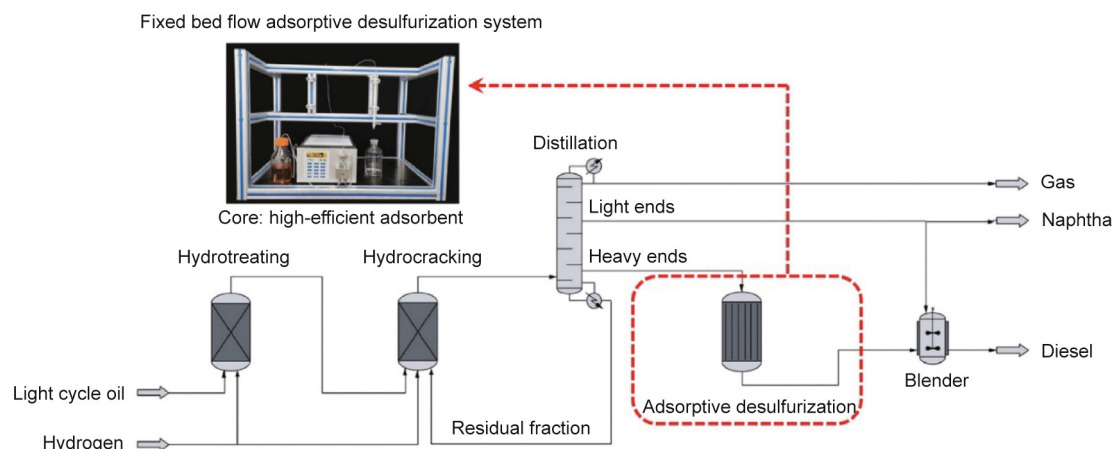 Fixed bed flow adsorptive desulfurization system
Core: high-efficient adsorbent
Distillation
Gas
Light ends
Naphtha
Hydrotreating
Hydrocracking
Heavy ends
Light cycle oil
Hydrogen
Residual fraction
Adsorptive desulfurization
Blender
Diesel